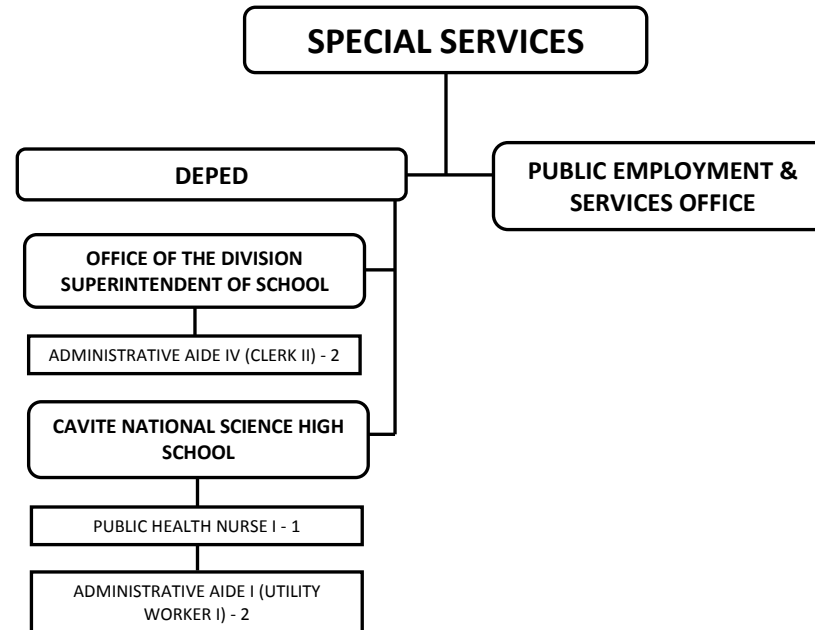 SPECIAL SERVICES
DEPED
PUBLIC EMPLOYMENT &
SERVICES OFFICE
OFFICE OF THE DIVISION
SUPERINTENDENT OF SCHOOL
ADMINISTRATIVE AIDE IV (CLERK II) - 2
CAVITE NATIONAL SCIENCE HIGH
SCHOOL
PUBLIC HEALTH NURSE I - 1
ADMINISTRATIVE AIDE I (UTILITY
WORKER I) - 2